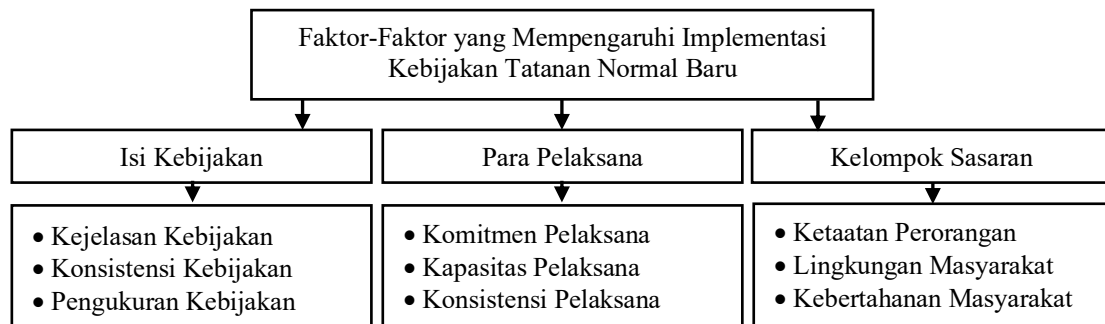 Faktor-Faktor yang Mempengaruhi Implementasi
Kebijakan Tatanan Normal Baru
Isi Kebijakan
Para Pelaksana
Kelompok Sasaran
• Kejelasan Kebijakan
• Konsistensi Kebijakan
• Pengukuran Kebijakan
• Komitmen Pelaksana
• Kapasitas Pelaksana
• Konsistensi Pelaksana
• Ketaatan Perorangan
• Lingkungan Masyarakat
• Kebertahanan Masyarakat